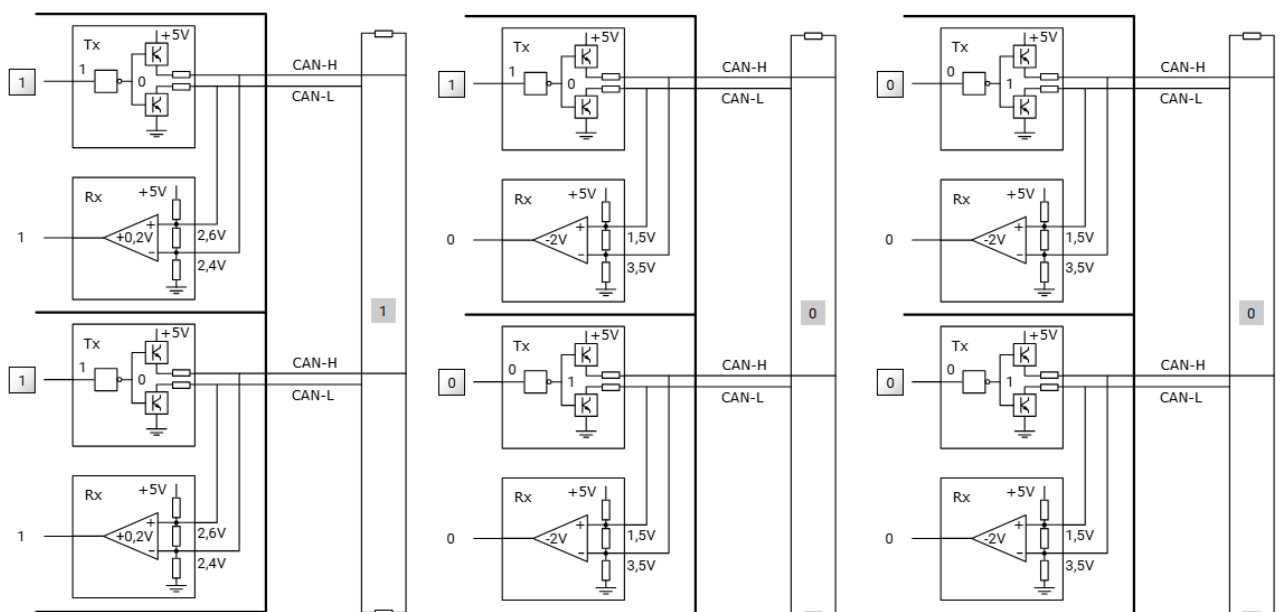 +5V
Tx
1
0
CAN-H
CAN-L
1
Rx
+5V
+
+0,2V
2,6V
−
2,4V
1
1
+5V
Tx
1
0
CAN-H
CAN-L
1
Rx
+5V
+
+0,2V
2,6V
−
2,4V
1
+5V
Tx
1
0
CAN-H
CAN-L
1
Rx
+5V
+
-2V
1,5V
−
3,5V
0
0
+5V
Tx
0
1
CAN-H
CAN-L
0
Rx
+5V
+
-2V
1,5V
−
3,5V
0
+5V
Tx
0
1
CAN-H
CAN-L
0
Rx
+5V
+
-2V
1,5V
−
3,5V
0
0
+5V
Tx
0
1
CAN-H
CAN-L
0
Rx
+5V
+
-2V
1,5V
−
3,5V
0